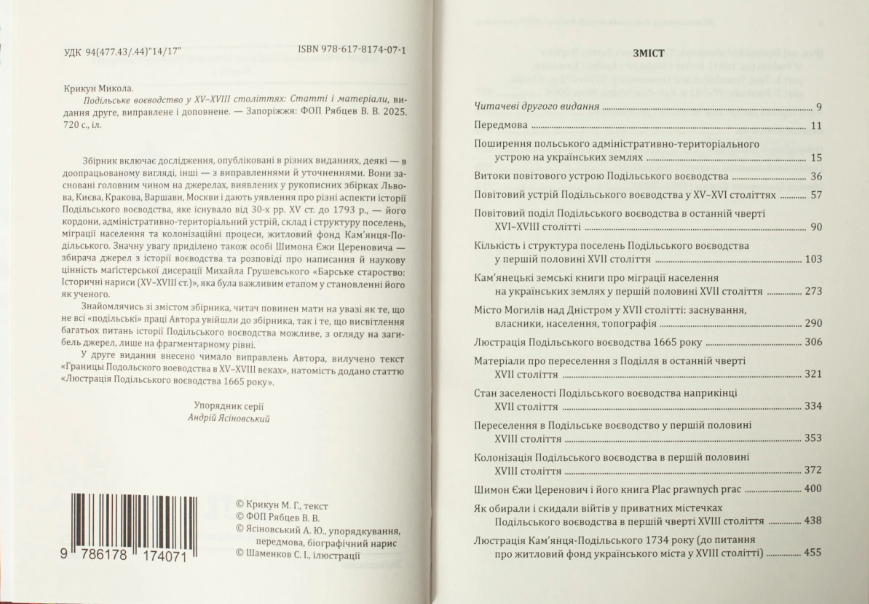 УДК 94(477.43/.44)"14/17"
ISBN 978-617-8174-07-1
Крикун Микола.
Подільське воєводство у XV–XVIII століттях: Статті і матеріали, ви-
дання друге, виправлене і доповнене. — Запоріжжя: ФОП Рябцев В. В. 2025.
720 с., іл.
Збірник включає дослідження, опубліковані в різних виданнях, деякі — в
доопрацьованому вигляді, інші — з виправленнями й уточненнями. Вони за-
сновані головним чином на джерелах, виявлених у рукописних збірках Льво-
ва, Києва, Кракова, Варшави, Москви і дають уявлення про різні аспекти історії
Подільського воєводства, яке існувало від 30-х рр. XV ст. до 1793 р., — його
кордони, адміністративно-територіальний устрій, склад і структуру поселень,
міграції населення та колонізаційні процеси, житловий фонд Кам'янця-По-
дільського. Значну увагу приділено також особі Шимона Єжи Цереновича —
збирача джерел з історії воєводства та розповіді про написання й наукову
цінність магістерської дисерації Михайла Грушевського «Барське староство:
Історичні нариси (XV–XVIII ст.)», яка була важливим етапом у становленні його
як ученого.
Знайомлячись зі змістом збірника, читач повинен мати на увазі як те, що
не всі «подільські» праці Автора увійшли до збірника, так і те, що висвітлення
багатьох питань історії Подільського воєводства можливе, з огляду на заги-
бель джерел, лише на фрагментарному рівні.
У друге видання внесено чимало виправлень Автора, вилучено текст
«Границы Подольского воеводства в XV–XVIII веках», натомість додано статтю
«Люстрація Подільського воєводства 1665 року».
Упорядник серії
Андрій Ясіновський
© Крикун М. Г., текст
© ФОП Рябцев В. В.
© Ясіновський А. Ю., упорядкування,
передмова, біографічний нарис
© Шаменков С. І., ілюстрації
9 786178 174071
ЗМІСТ
Читачеві другого видання 9
Передмова 11
Поширення польського адміністративно-територіального
устрою на українських землях 15
Витоки повітового устрою Подільського воєводства 36
Повітовий устрій Подільського воєводства у XV–XVI століттях 57
Повітовий поділ Подільського воєводства в останній чверті
XVI–XVIII столітті 90
Кількість і структура поселень Подільського воєводства
у першій половині XVII століття 103
Кам'янецькі земські книги про міграції населення
на українських землях у першій половині XVII століття 273
Місто Могилів над Дністром у XVII столітті: заснування,
власники, населення, топографія 290
Люстрація Подільського воєводства 1665 року 306
Матеріали про переселення з Поділля в останній чверті
XVII століття 321
Стан заселеності Подільського воєводства наприкінці
XVII століття 334
Переселення в Подільське воєводство у першій половині
XVIII століття 353
Колонізація Подільського воєводства в першій половині
XVIII століття 372
Шимон Єжи Церенович і його книга Plac prawnych prac 400
Як обирали і скидали війтів у приватних містечках
Подільського воєводства в першій чверті XVIII століття 438
Люстрація Кам'янця-Подільського 1734 року (до питання
про житловий фонд українського міста у XVIII столітті) 455